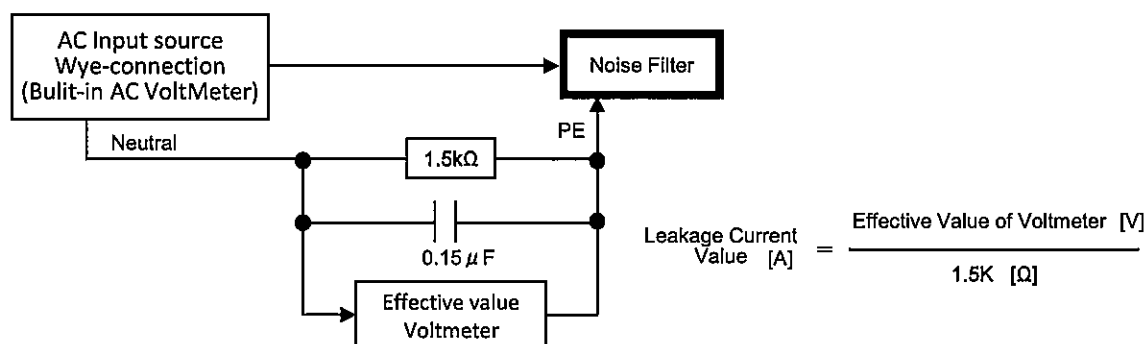 AC Input source
Wye-connection
(Bulit-in AC VoltMeter)
Noise Filter
Neutral
PE
1.5kΩ
0.15μF
Effective value
Voltmeter
Leakage Current
Value [A]
=
Effective Value of Voltmeter [V]
1.5K [Ω]